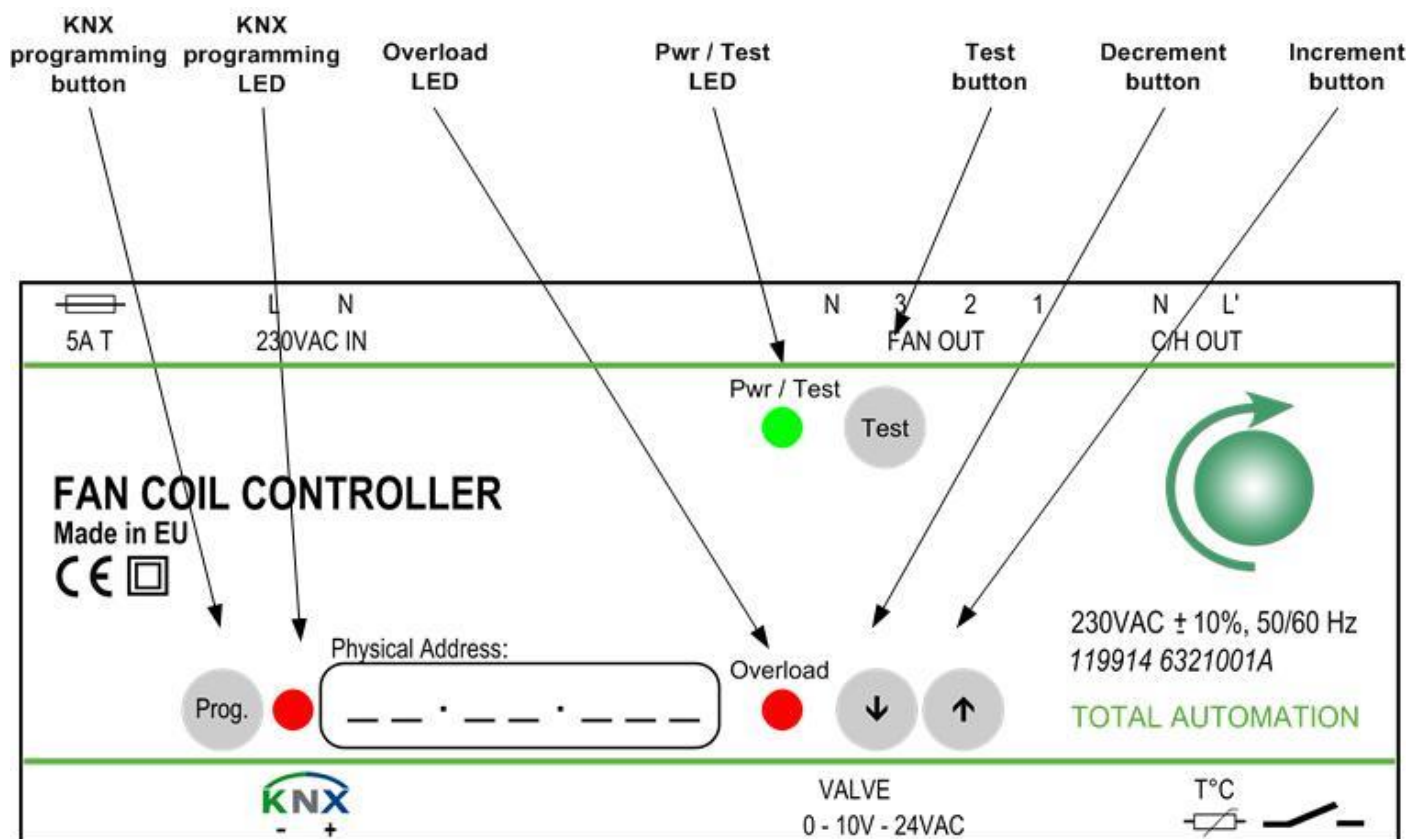 KNX programming button
KNX programming LED
Overload LED
Pwr / Test LED
Test button
Decrement button
Increment button
5A T
L N
230VAC IN
N 3 2 1
FAN OUT
N L'
C/H OUT
Pwr / Test
Test
FAN COIL CONTROLLER
Made in EU
CE
230VAC ± 10%, 50/60 Hz
119914 6321001A
TOTAL AUTOMATION
Physical Address:
Prog.
__ . __ . ___
Overload
↓ ↑
KNX
- +
VALVE
0 - 10V - 24VAC
T°C